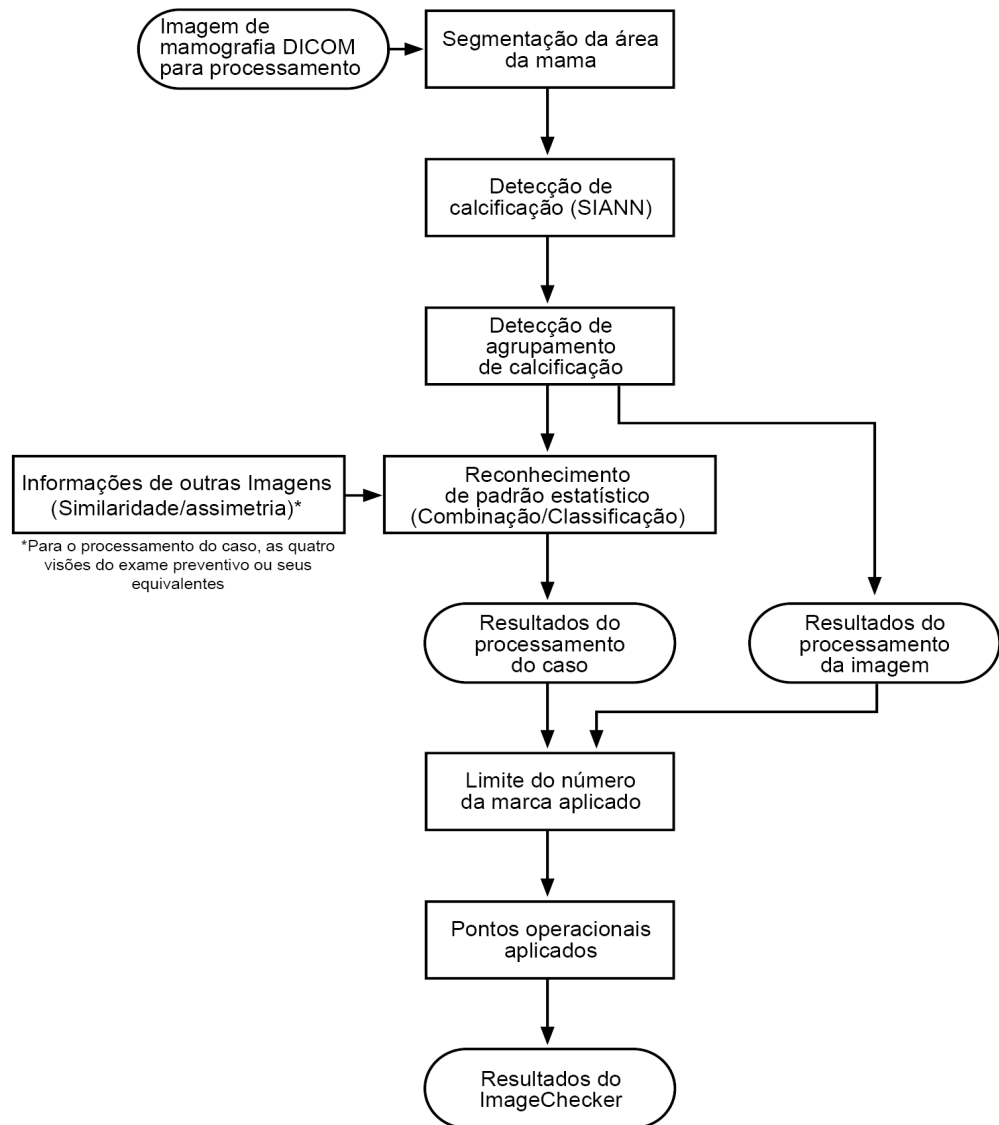 Imagem de
mamografia DICOM
para processamento
Segmentação da área
da mama
Detecção de
calcificação (SIANN)
Detecção de
agrupamento
de calcificação
Informações de outras Imagens
(Similaridade/assimetria)*
*Para o processamento do caso, as quatro
visões do exame preventivo ou seus
equivalentes
Reconhecimento
de padrão estatístico
(Combinação/Classificação)
Resultados do
processamento
do caso
Resultados do
processamento
da imagem
Limite do número
da marca aplicado
Pontos operacionais
aplicados
Resultados do
ImageChecker